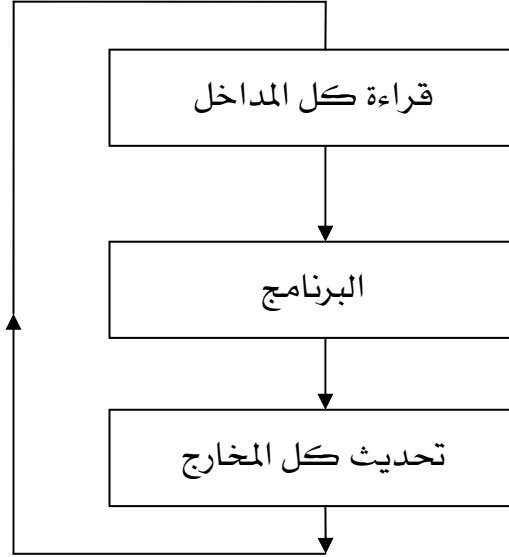 قراءة كل المداخل
البرنامج
تحديث كل المخارج